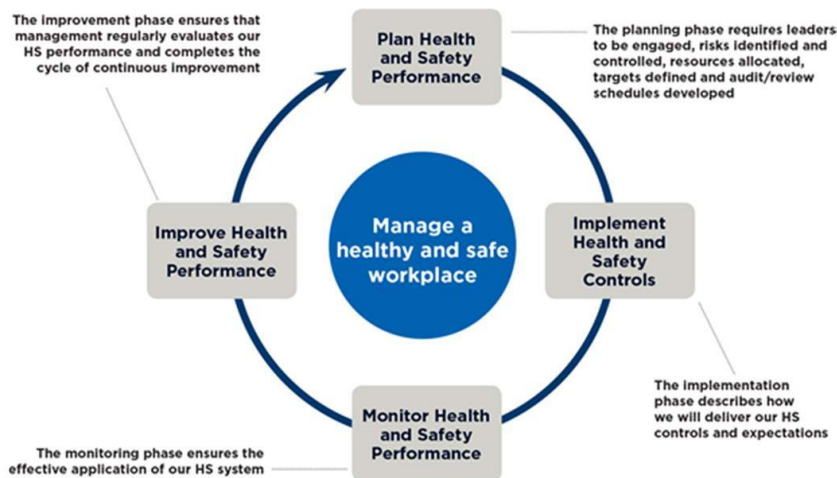 The improvement phase ensures that
management regularly evaluates our
HS performance and completes the
cycle of continuous improvement
Plan Health
and Safety
Performance
The planning phase requires leaders
to be engaged, risks identified and
controlled, resources allocated,
targets defined and audit/review
schedules developed
Improve Health
and Safety
Performance
Manage a
healthy and safe
workplace
Implement
Health and
Safety
Controls
Monitor Health
and Safety
Performance
The implementation
phase describes how
we will deliver our HS
controls and expectations
The monitoring phase ensures the
effective application of our HS system